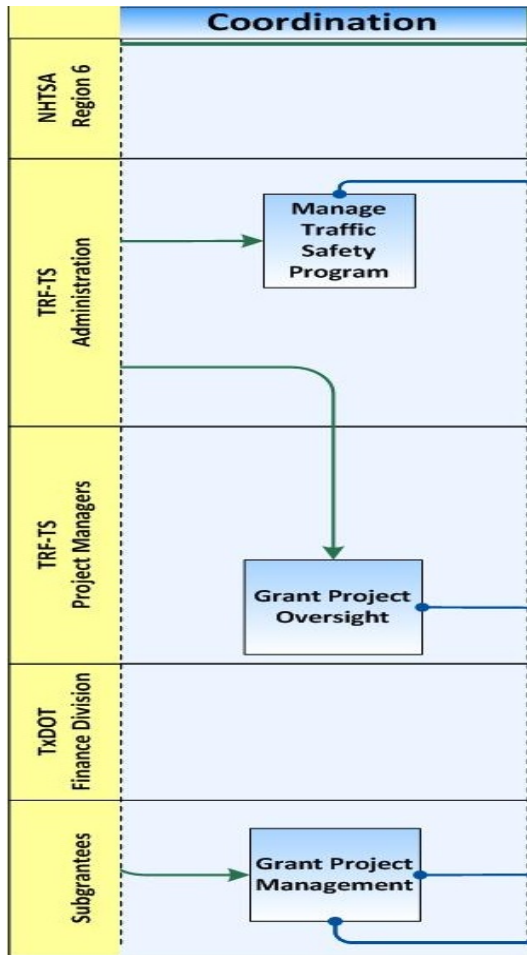 Coordination
NHTSA
Region 6
TRF-TS
Administration
Manage
Traffic
Safety
Program
TRF-TS
Project Managers
Grant Project
Oversight
TxDOT
Finance Division
Subgrantees
Grant Project
Management